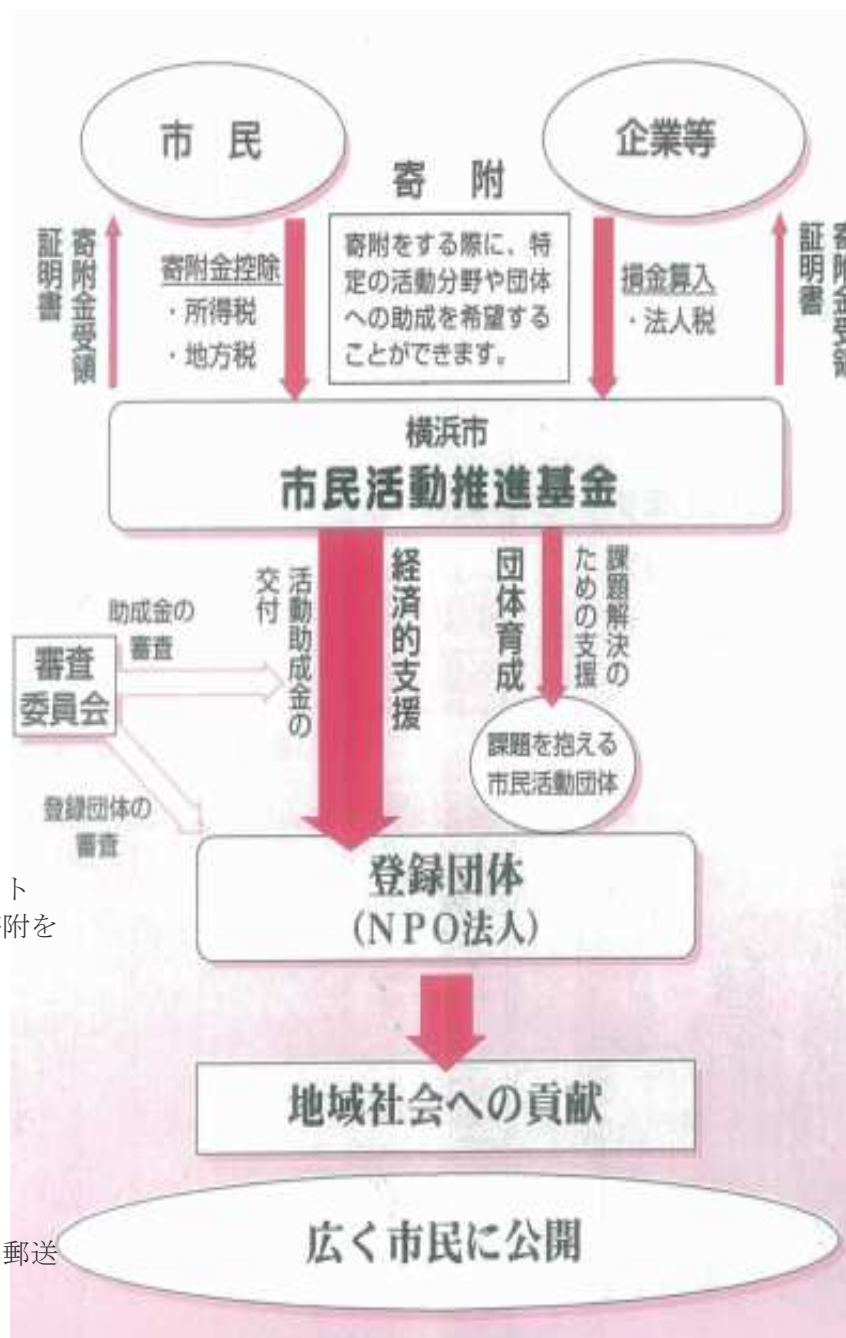 市 民
企業等
寄 附
寄附金受領
証明書
寄附金控除
・所得税
・地方税
寄附をする際に、特
定の活動分野や団体
への助成を希望する
ことができます。
損金算入
・法人税
寄附金受領
証明書
横浜市
市民活動推進基金
助成金の
審査
審査
委員会
登録団体の
審査
活動助成金の
交付
経済的支援
団体育成
課題解決の
ための支援
課題を抱える
市民活動団体
ト
附を
登録団体
(NPO法人)
地域社会への貢献
郵送
広く市民に公開